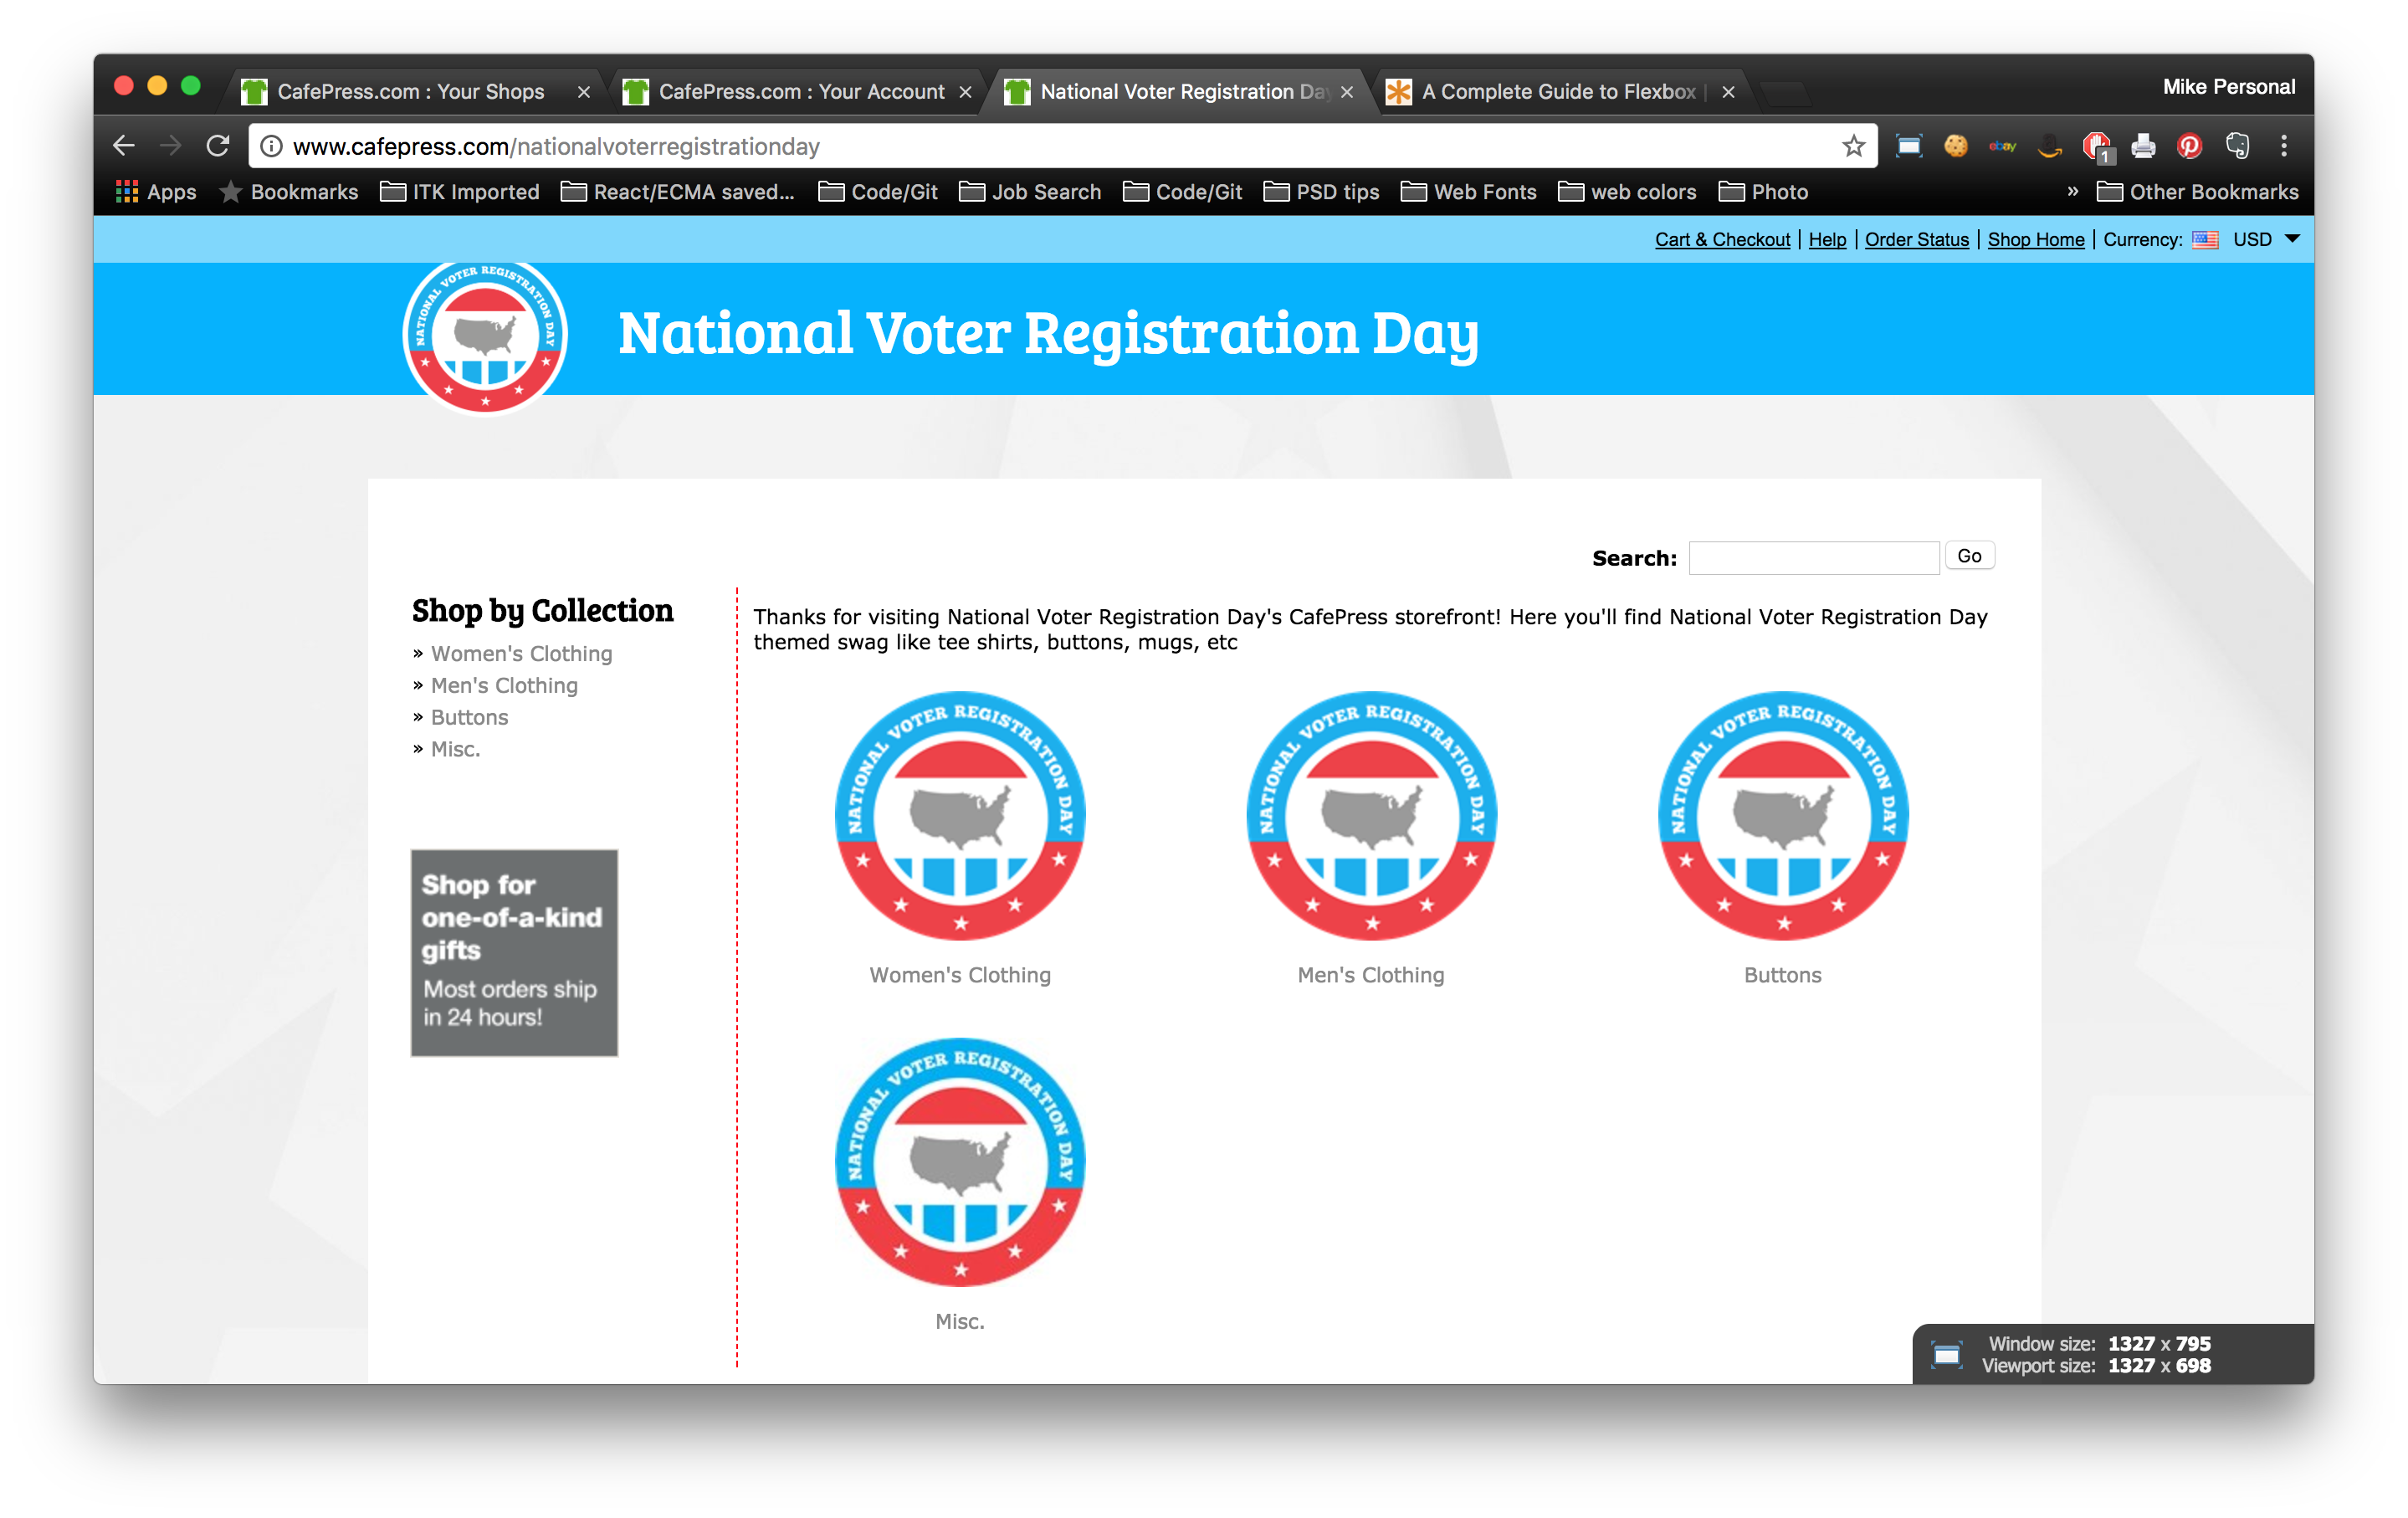 CafePress.com : Your Shops
CafePress.com : Your Account
National Voter Registration Da
A Complete Guide to Flexbox |
Mike Personal
www.cafepress.com/nationalvoterregistrationday
ebay
1
Apps
Bookmarks
ITK Imported
React/ECMA saved...
Code/Git
Job Search
Code/Git
PSD tips
Web Fonts
web colors
Photo
»
Other Bookmarks
Cart & Checkout | Help | Order Status | Shop Home | Currency: USD
NATIONAL VOTER REGISTRATION DAY
National Voter Registration Day
Search:
Go
Shop by Collection
» Women's Clothing
» Men's Clothing
» Buttons
» Misc.
Shop for
one-of-a-kind
gifts
Most orders ship
in 24 hours!
Thanks for visiting National Voter Registration Day's CafePress storefront! Here you'll find National Voter Registration Day
themed swag like tee shirts, buttons, mugs, etc
NATIONAL VOTER REGISTRATION DAY
Women's Clothing
NATIONAL VOTER REGISTRATION DAY
Men's Clothing
NATIONAL VOTER REGISTRATION DAY
Buttons
NATIONAL VOTER REGISTRATION DAY
Misc.
Window size: 1327 x 795
Viewport size: 1327 x 698